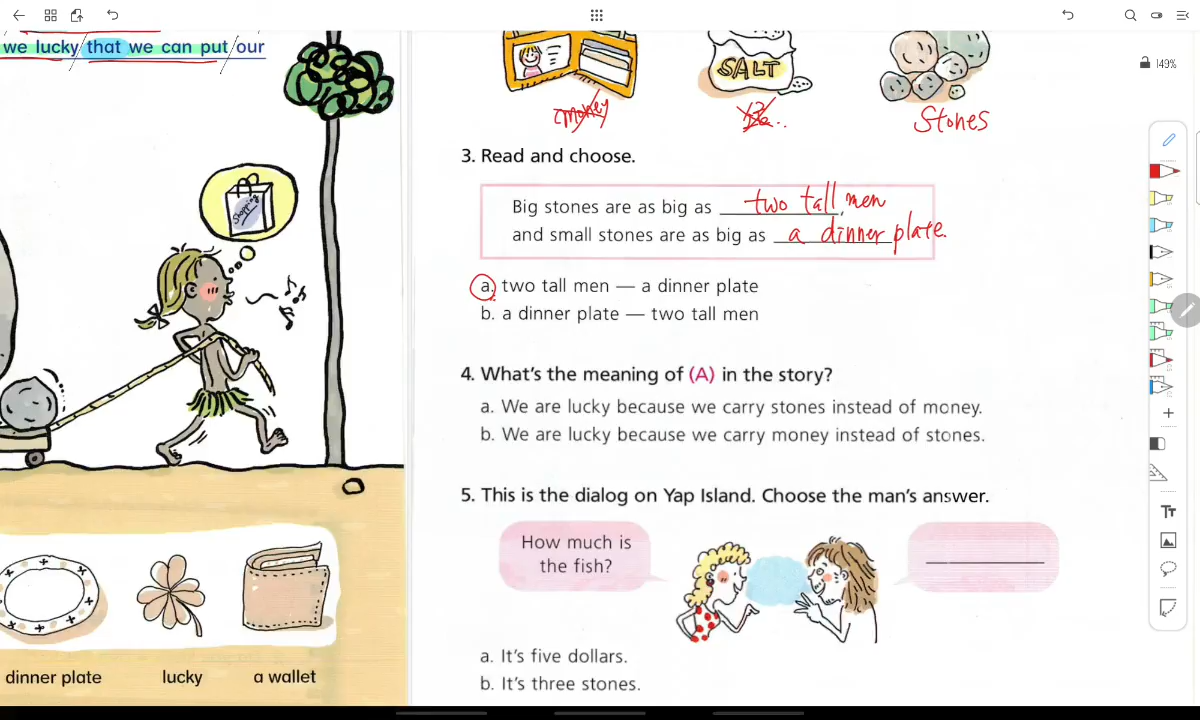 we lucky that we can put our
149%
SALT
money
Stones
3. Read and choose.
Big stones are as big as two tall men
and small stones are as big as a dinner plate.
a. two tall men — a dinner plate
b. a dinner plate — two tall men
Shopping
4. What's the meaning of (A) in the story?
a. We are lucky because we carry stones instead of money.
b. We are lucky because we carry money instead of stones.
5. This is the dialog on Yap Island. Choose the man's answer.
How much is
the fish?
a. It's five dollars.
b. It's three stones.
dinner plate
lucky
a wallet
Tt